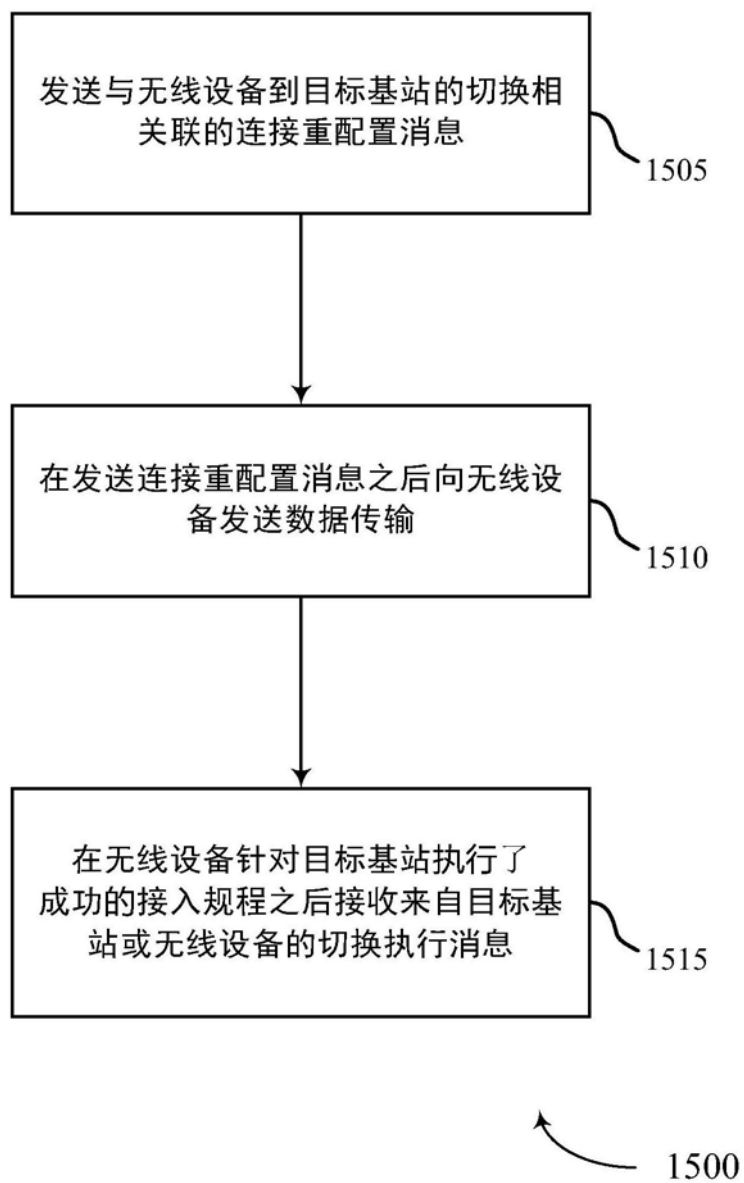 发送与无线设备到目标基站的切换相
关联的连接重配置消息
1505
在发送连接重配置消息之后向无线设
备发送数据传输
1510
在无线设备针对目标基站执行了
成功的接入规程之后接收来自目标基
站或无线设备的切换执行消息
1515
1500